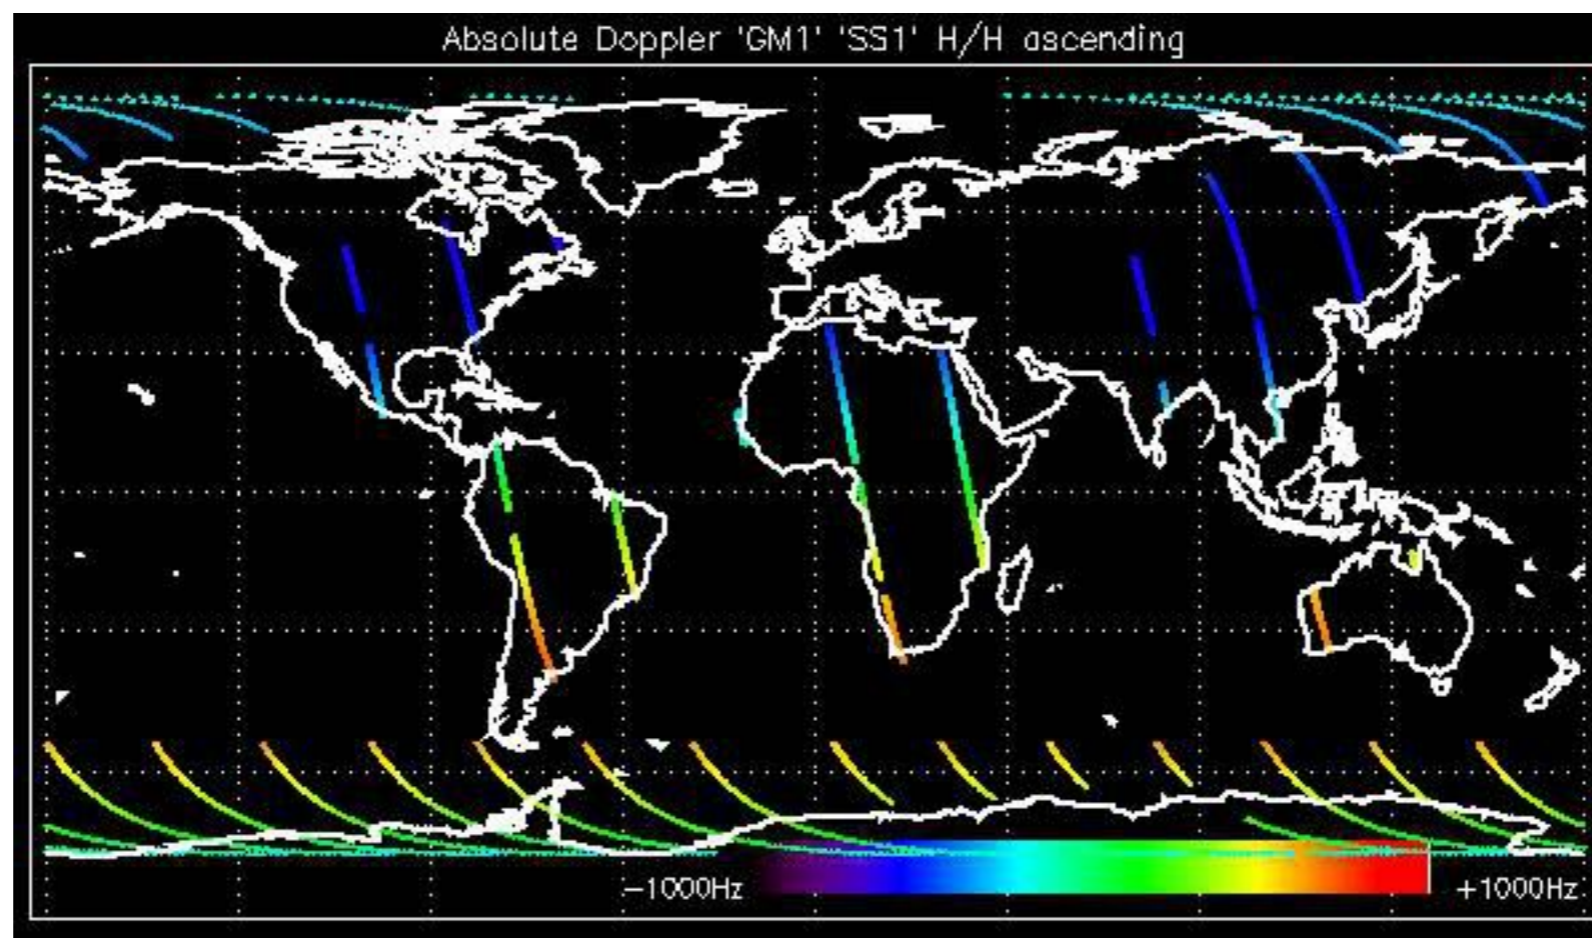 Absolute Doppler 'GM1' 'SS1' H/H ascending
-1000Hz
+1000Hz